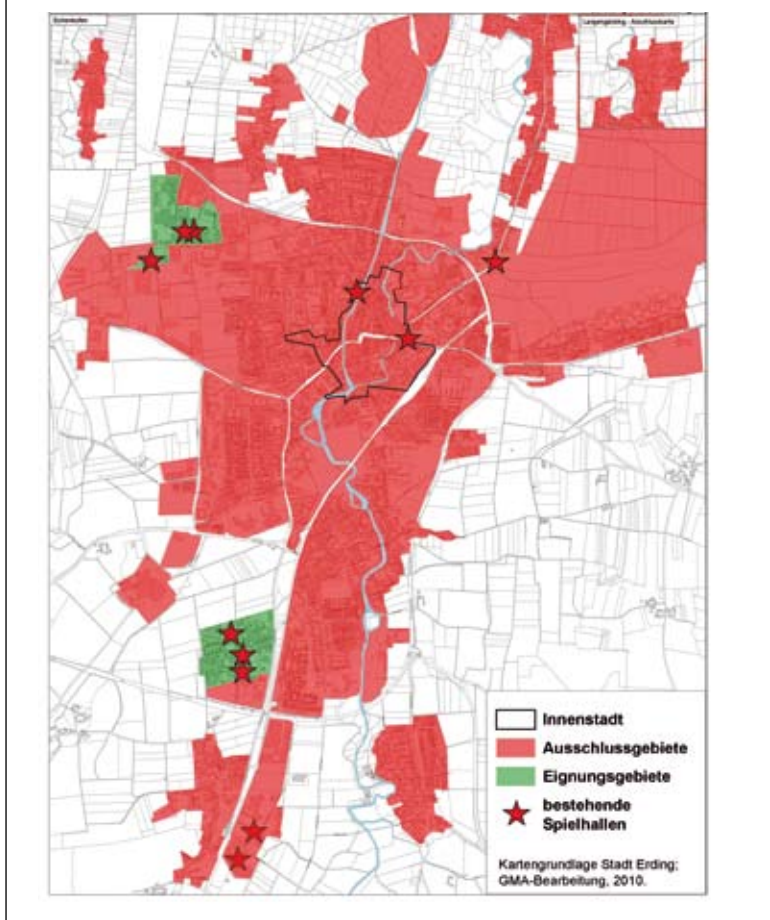 Innenstadt
Ausschlussgebiete
Eignungsgebiete
bestehende
Spielhallen
Kartengrundlage Stadt Erding;
GMA-Bearbeitung, 2010.